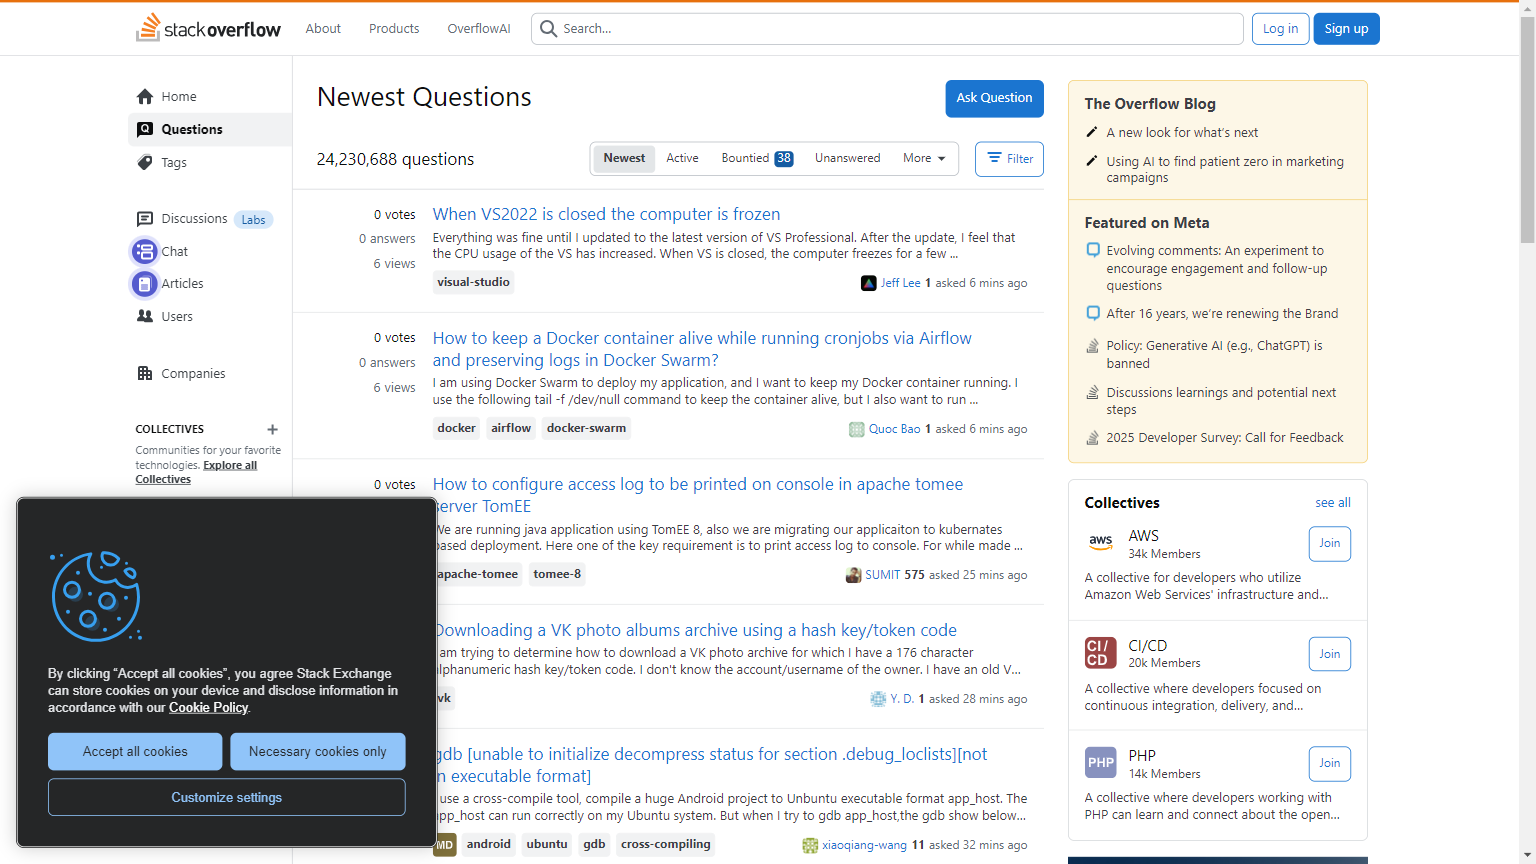 stack overflow
About
Products
OverflowAI
Search...
Log in
Sign up
Home
Questions
Tags
Discussions Labs
Chat
Articles
Users
Companies
COLLECTIVES
Communities for your favorite
technologies. Explore all
Collectives
Newest Questions
Ask Question
24,230,688 questions
Newest
Active
Bountied 38
Unanswered
More
Filter
0 votes
0 answers
6 views
When VS2022 is closed the computer is frozen
Everything was fine until I updated to the latest version of VS Professional. After the update, I feel that
the CPU usage of the VS has increased. When VS is closed, the computer freezes for a few ...
visual-studio
Jeff Lee 1 asked 6 mins ago
0 votes
0 answers
6 views
How to keep a Docker container alive while running cronjobs via Airflow
and preserving logs in Docker Swarm?
I am using Docker Swarm to deploy my application, and I want to keep my Docker container running. I
use the following tail -f /dev/null command to keep the container alive, but I also want to run ...
docker
airflow
docker-swarm
Quoc Bao 1 asked 6 mins ago
0 votes
How to configure access log to be printed on console in apache tomee
server TomEE
We are running java application using TomEE 8, also we are migrating our applicaiton to kubernates
based deployment. Here one of the key requirement is to print access log to console. For while made ...
apache-tomee
tomee-8
SUMIT 575 asked 25 mins ago
Downloading a VK photo albums archive using a hash key/token code
am trying to determine how to download a VK photo archive for which I have a 176 character
alphanumeric hash key/token code. I don't know the account/username of the owner. I have an old V...
vk
Y. D. 1 asked 28 mins ago
gdb [unable to initialize decompress status for section .debug_loclists][not
in executable format]
use a cross-compile tool, compile a huge Android project to Unbuntu executable format app_host. The
app_host can run correctly on my Ubuntu system. But when I try to gdb app_host,the gdb show below...
MD
android
ubuntu
gdb
cross-compiling
xiaoqiang-wang 11 asked 32 mins ago
The Overflow Blog
A new look for what's next
Using AI to find patient zero in marketing
campaigns
Featured on Meta
Evolving comments: An experiment to
encourage engagement and follow-up
questions
After 16 years, we're renewing the Brand
Policy: Generative AI (e.g., ChatGPT) is
banned
Discussions learnings and potential next
steps
2025 Developer Survey: Call for Feedback
Collectives
see all
aws
AWS
34k Members
Join
A collective for developers who utilize
Amazon Web Services' infrastructure and...
CI/
CD
CI/CD
20k Members
Join
A collective where developers focused on
continuous integration, delivery, and...
PHP
PHP
14k Members
Join
A collective where developers working with
PHP can learn and connect about the open...
By clicking “Accept all cookies”, you agree Stack Exchange
can store cookies on your device and disclose information in
accordance with our Cookie Policy.
Accept all cookies
Necessary cookies only
Customize settings